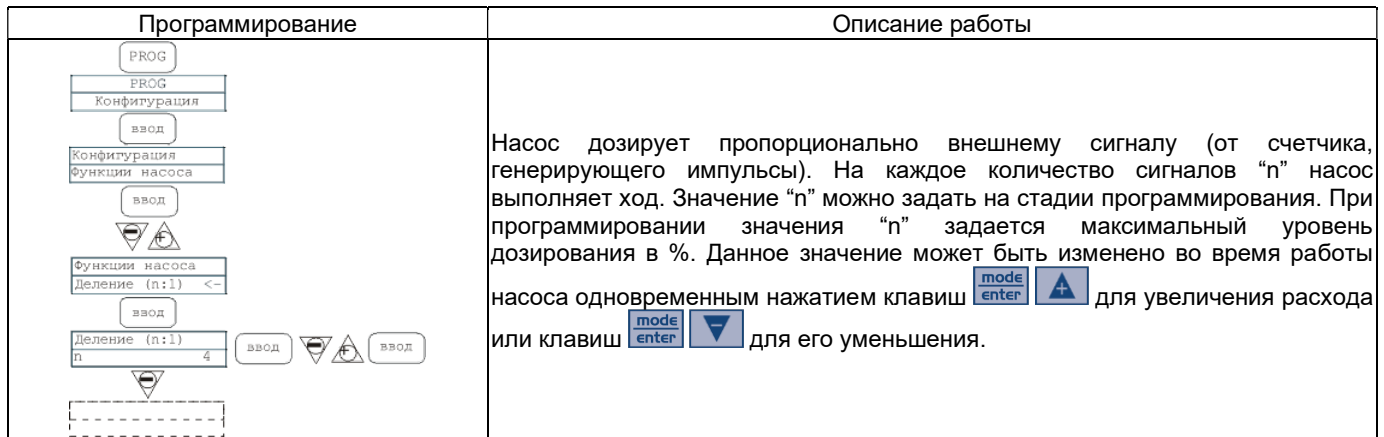 Программирование
Описание работы
PROG
PROG
Конфигурация
ввод
Конфигурация
Функции насоса
ввод
Функции насоса
Деление (n:1) <-
ввод
Деление (n:1)
n 4
ввод
ввод
Насос дозирует пропорционально внешнему сигналу (от счетчика,
генерирующего импульсы). На каждое количество сигналов “n” насос
выполняет ход. Значение “n” можно задать на стадии программирования. При
программировании значения “n” задается максимальный уровень
дозирования в %. Данное значение может быть изменено во время работы
насоса одновременным нажатием клавиш mode enter + для увеличения расхода
или клавиш mode enter − для его уменьшения.